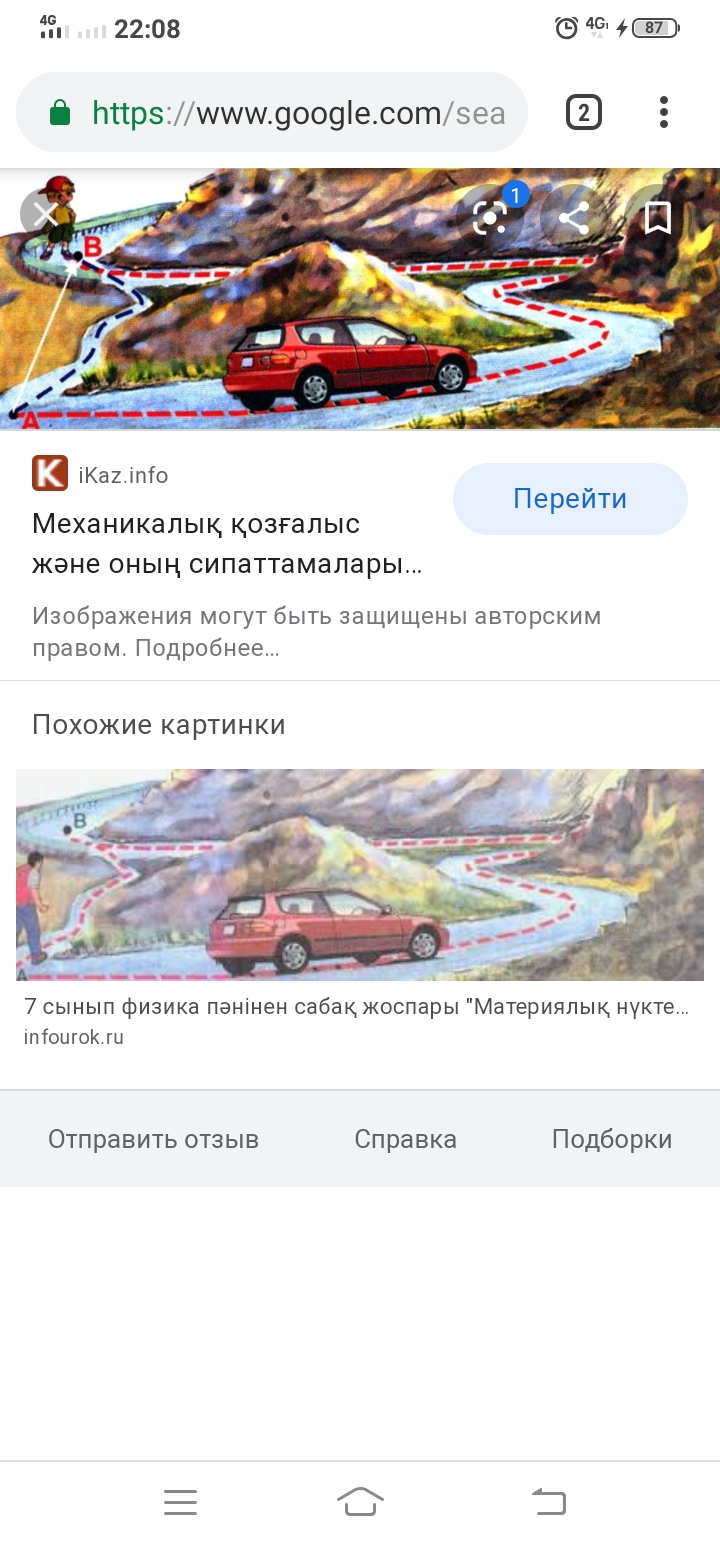 4G 22:08 4G 87
https://www.google.com/sea 2
1
B
A
K iKaz.info
Перейти
Механикалық қозғалыс
және оның сипаттамалары...
Изображения могут быть защищены авторским
правом. Подробнее...
Похожие картинки
B
A
7 сынып физика пәнінен сабақ жоспары "Материялық нүкте...
infourok.ru
Отправить отзыв Справка Подборки